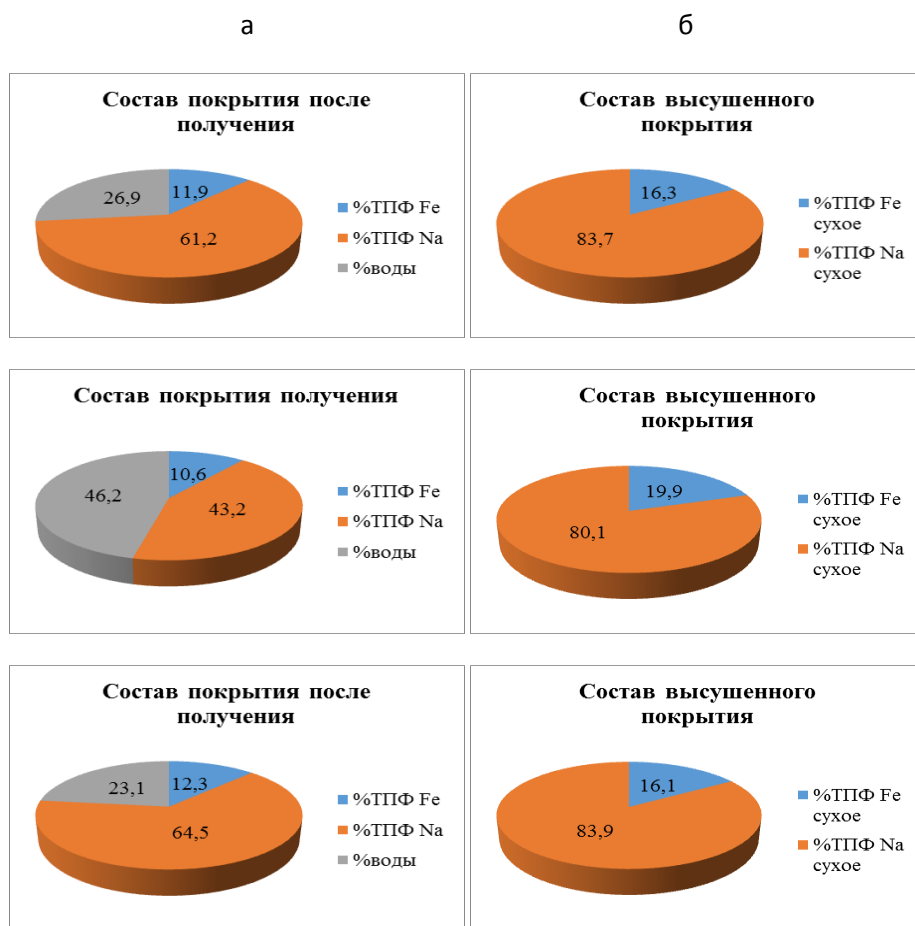 а
б
Состав покрытия после
получения
26,9
11,9
61,2
%ТПФ Fe
%ТПФ Na
%воды
Состав высушенного
покрытия
16,3
83,7
%ТПФ Fe
сухое
%ТПФ Na
сухое
Состав покрытия получения
10,6
46,2
43,2
%ТПФ Fe
%ТПФ Na
%воды
Состав высушенного
покрытия
19,9
80,1
%ТПФ Fe
сухое
%ТПФ Na
сухое
Состав покрытия после
получения
23,1
12,3
64,5
%ТПФ Fe
%ТПФ Na
%воды
Состав высушенного
покрытия
16,1
83,9
%ТПФ Fe
сухое
%ТПФ Na
сухое